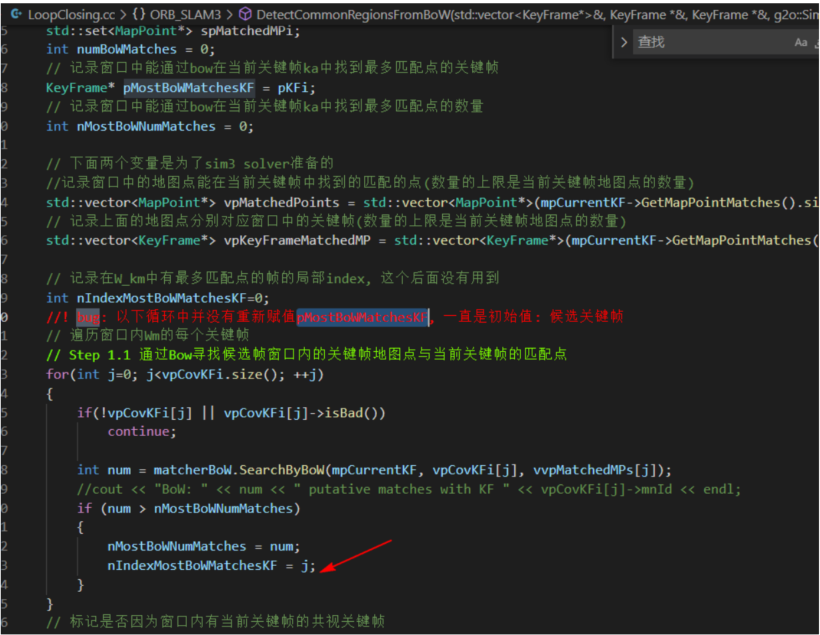 LoopClosing.cc > {} ORB_SLAM3 > DetectCommonRegionsFromBoW(std::vector<KeyFrame*>&, KeyFrame *&, KeyFrame *&, g2o::Sim
std::set<MapPoint*> spMatchedMPi;
查找
Aa
6 int numBoWMatches = 0;
7 // 记录窗口中能通过bow在当前关键帧ka中找到最多匹配点的关键帧
8 KeyFrame* pMostBoWMatchesKF = pKFi;
9 // 记录窗口中能通过bow在当前关键帧ka中找到最多匹配点的数量
0 int nMostBoWNumMatches = 0;
1
2 // 下面两个变量是为了sim3 solver准备的
3 //记录窗口中的地图点能在当前关键帧中找到的匹配的点(数量的上限是当前关键帧地图点的数量)
4 std::vector<MapPoint*> vpMatchedPoints = std::vector<MapPoint*>(mpCurrentKF->GetMapPointMatches().si
5 // 记录上面的地图点分别对应窗口中的关键帧(数量的上限是当前关键帧地图点的数量)
6 std::vector<KeyFrame*> vpKeyFrameMatchedMP = std::vector<KeyFrame*>(mpCurrentKF->GetMapPointMatches(
7
8 // 记录在W_km中有最多匹配点的帧的局部index, 这个后面没有用到
9 int nIndexMostBoWMatchesKF=0;
0 //! bug: 以下循环中并没有重新赋值pMostBoWMatchesKF, 一直是初始值: 候选关键帧
1 // 遍历窗口内Wm的每个关键帧
2 // Step 1.1 通过Bow寻找候选帧窗口内的关键帧地图点与当前关键帧的匹配点
3 for(int j=0; j<vpCovKFi.size(); ++j)
4 {
5 if(!vpCovKFi[j] || vpCovKFi[j]->isBad())
6 continue;
7
8 int num = matcherBoW.SearchByBoW(mpCurrentKF, vpCovKFi[j], vvpMatchedMPs[j]);
9 //cout << "BoW: " << num << " putative matches with KF " << vpCovKFi[j]->mnId << endl;
0 if (num > nMostBoWNumMatches)
1 {
2 nMostBoWNumMatches = num;
3 nIndexMostBoWMatchesKF = j;
4 }
5 }
6 // 标记是否因为窗口内有当前关键帧的共视关键帧